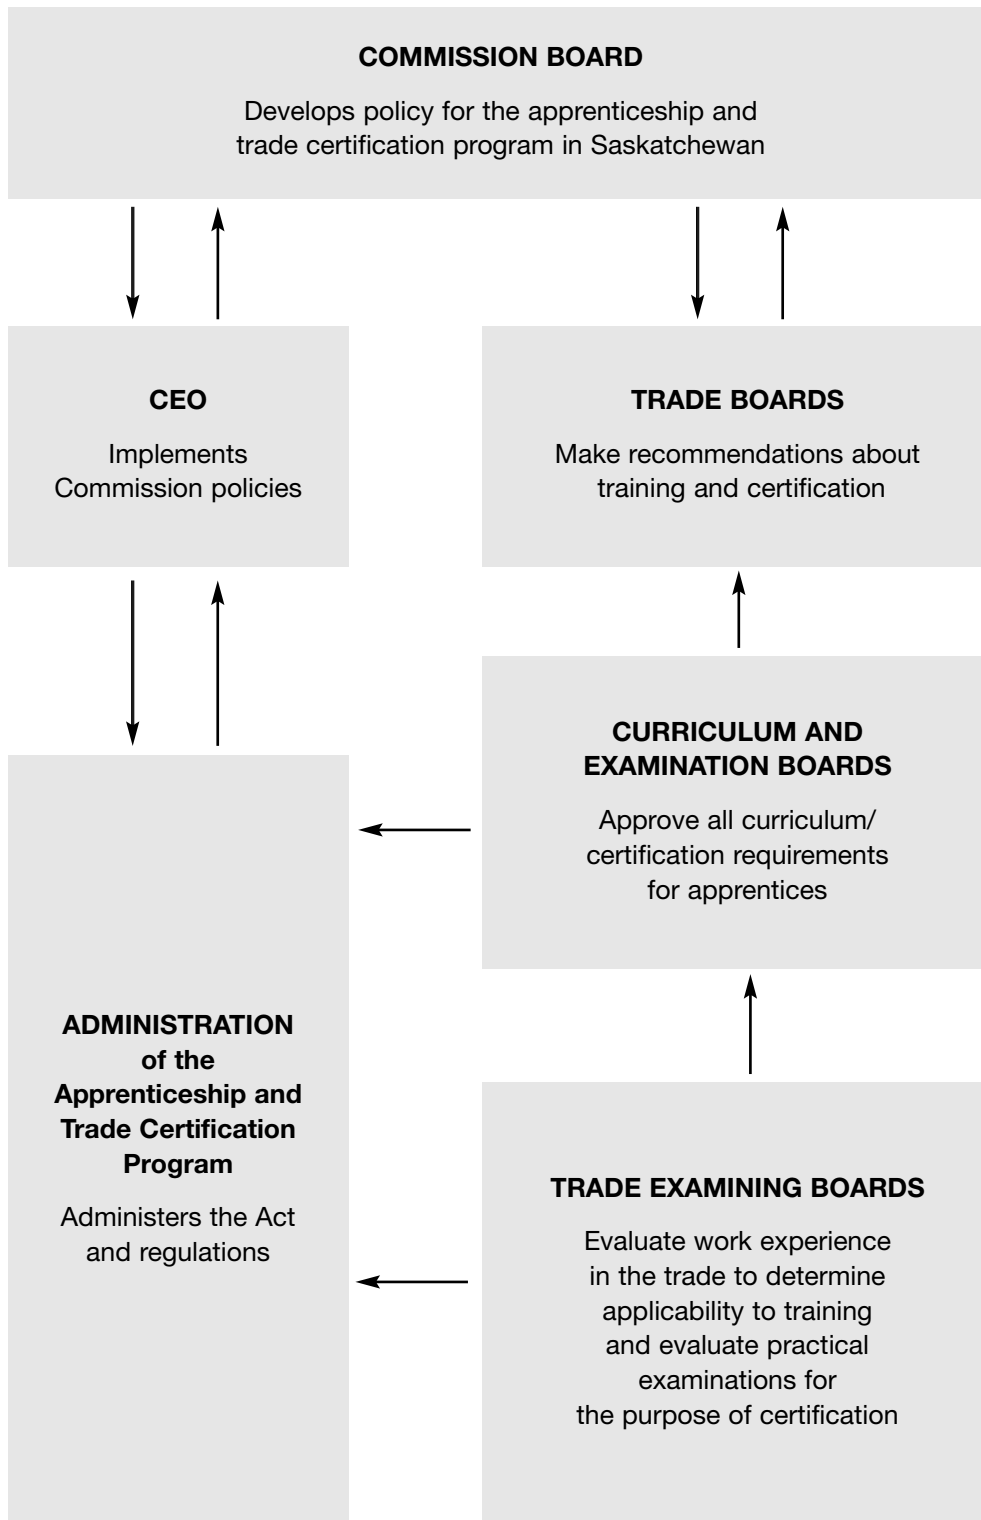 COMMISSION BOARD
Develops policy for the apprenticeship and
trade certification program in Saskatchewan
CEO
Implements
Commission policies
TRADE BOARDS
Make recommendations about
training and certification
CURRICULUM AND
EXAMINATION BOARDS
Approve all curriculum/
certification requirements
for apprentices
ADMINISTRATION
of the
Apprenticeship and
Trade Certification
Program
Administers the Act
and regulations
TRADE EXAMINING BOARDS
Evaluate work experience
in the trade to determine
applicability to training
and evaluate practical
examinations for
the purpose of certification